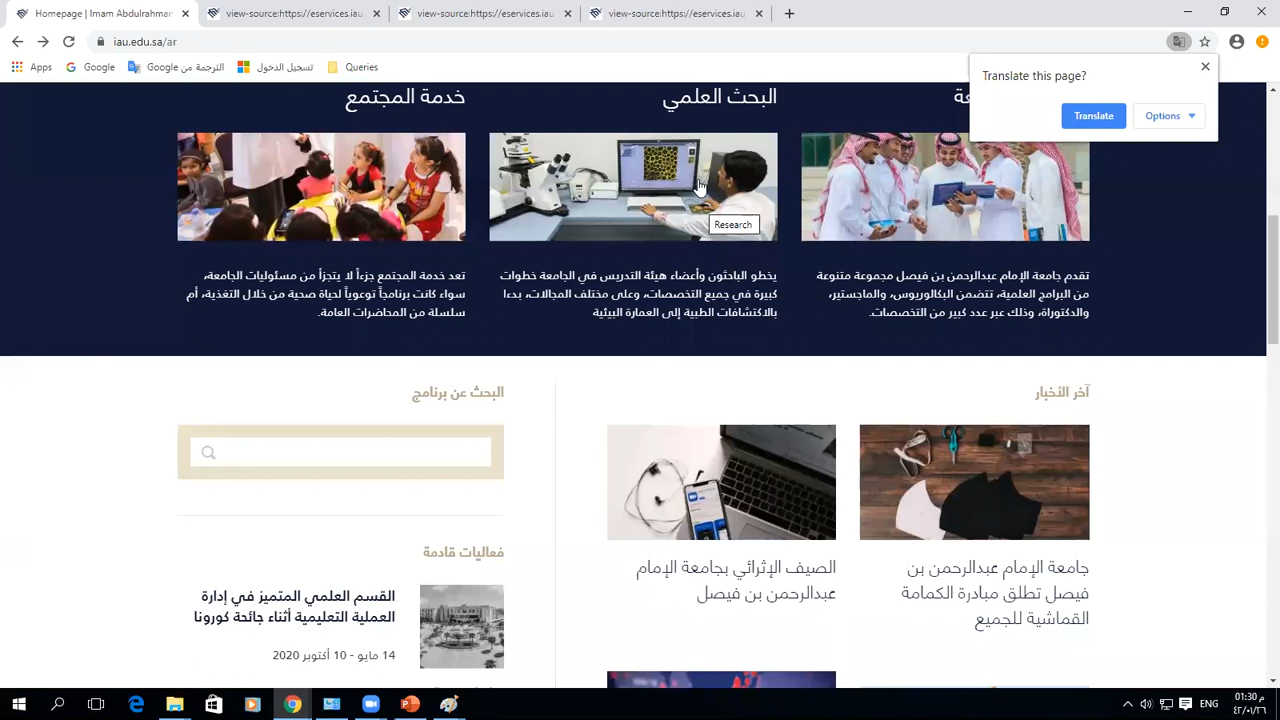 Homepage | Imam Abdulrahman
view-source:https://eservices.iau
view-source:https://eservices.iau
view-source:https://eservices.iau
iau.edu.sa/ar
Apps
Google
الترجمة من Google
تسجيل الدخول
Queries
Translate this page?
Translate
Options
البحث العلمي
خدمة المجتمع
Research
تقدم جامعة الإمام عبدالرحمن بن فيصل مجموعة متنوعة
من البرامج العلمية، تتضمن البكالوريوس، والماجستير،
والدكتوراة، وذلك عبر عدد كبير من التخصصات.
يخطو الباحثون وأعضاء هيئة التدريس في الجامعة خطوات
كبيرة في جميع التخصصات، وعلى مختلف المجالات، بدءا
بالاكتشافات الطبية إلى العمارة البيئية
تعد خدمة المجتمع جزءاً لا يتجزأ من مسئوليات الجامعة،
سواء كانت برنامجاً توعوياً لحياة صحية من خلال التغذية، أم
سلسلة من المحاضرات العامة.
آخر الأخبار
جامعة الإمام عبدالرحمن بن
فيصل تطلق مبادرة الكمامة
القماشية للجميع
الصيف الإثرائي بجامعة الإمام
عبدالرحمن بن فيصل
البحث عن برنامج
فعاليات قادمة
القسم العلمي المتميز في إدارة
العملية التعليمية أثناء جائحة كورونا
14 مايو - 10 أكتوبر 2020
ENG
01:30 م
٤٢/٠١/٢٦